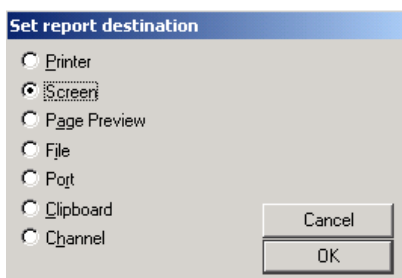 Set report destination
Printer
Screen
Page Preview
File
Port
Clipboard
Channel
Cancel
OK